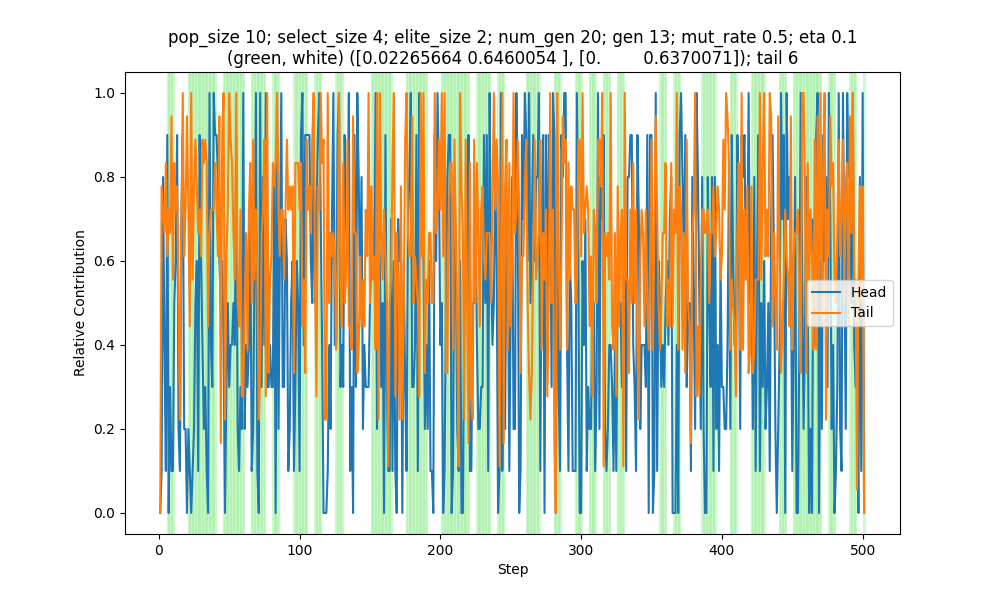 pop_size 10; select_size 4; elite_size 2; num_gen 20; gen 13; mut_rate 0.5; eta 0.1
(green, white) ([0.02265664 0.6460054 ], [0.         0.6370071]); tail 6
1.0
0.8
0.6
0.4
0.2
0.0
Relative Contribution
Head
Tail
0 100 200 300 400 500
Step